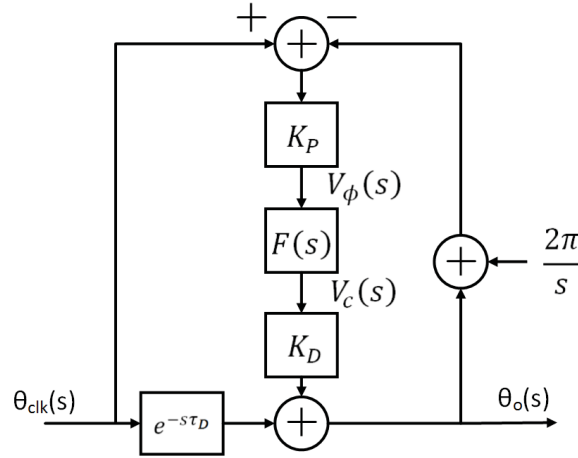 + −
+
K_P
V_ϕ(s)
F(s)
+
2π/s
V_c(s)
K_D
θ_clk(s)
θ_o(s)
e^{-sτ_D}
+